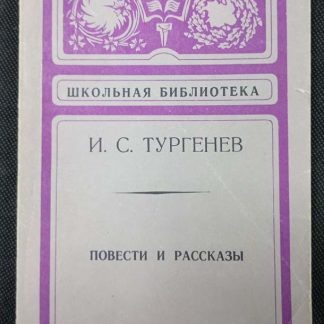 ШКОЛЬНАЯ БИБЛИОТЕКА
И. С. ТУРГЕНЕВ
ПОВЕСТИ И РАССКАЗЫ